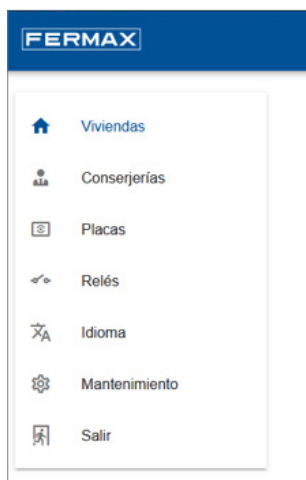 FERMAX
Viviendas
Conserjerías
Placas
Relés
Idioma
Mantenimiento
Salir